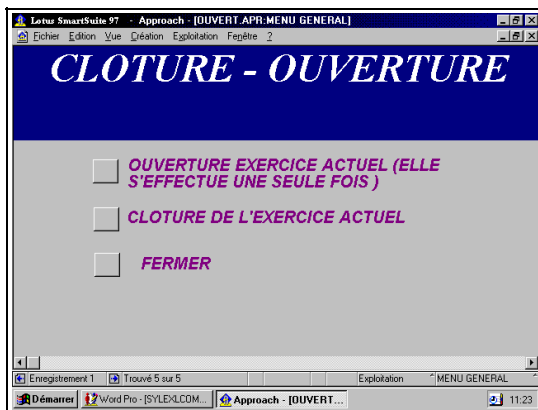 Lotus SmartSuite 97 - Approach - [OUVERT.APR:MENU GENERAL]
Fichier Edition Vue Création Exploitation Fenêtre ?
CLOTURE - OUVERTURE
OUVERTURE EXERCICE ACTUEL (ELLE
S'EFFECTUE UNE SEULE FOIS )
CLOTURE DE L'EXERCICE ACTUEL
FERMER
Enregistrement 1 Trouvé 5 sur 5 Exploitation MENU GENERAL
Démarrer Word Pro - [SYLEXLCOM... Approach - [OUVERT... 11:23